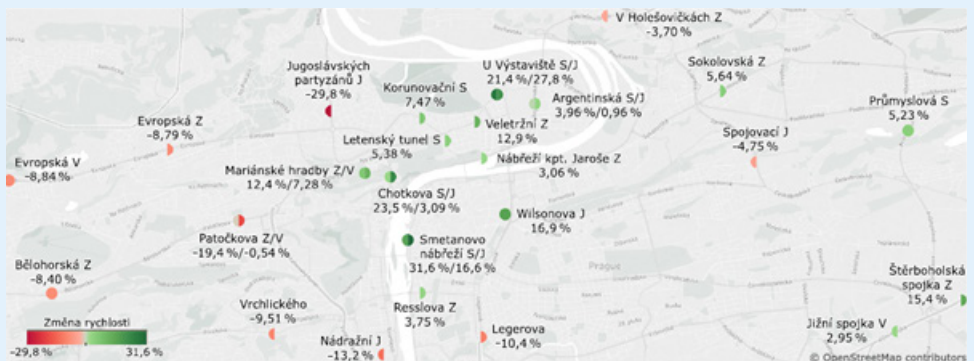 V Holešovičkách Z
-3,70 %
Jugoslávských
partyzánů J
-29,8 %
Korunovační S
7,47 %
U Výstaviště S/J
21,4 %/27,8 %
Argentinská S/J
3,96 %/0,96 %
Sokolovská Z
5,64 %
Průmyslová S
5,23 %
Evropská Z
-8,79 %
Letenský tunel S
5,38 %
Veletržní Z
12,9 %
Spojovací J
-4,75 %
Evropská V
-8,84 %
Mariánské hradby Z/V
12,4 %/7,28 %
Nábřeží kpt. Jaroše Z
3,06 %
Chotkova S/J
23,5 %/3,09 %
Wilsonova J
16,9 %
Patočkova Z/V
-19,4 %/-0,54 %
Smetanovo
nábřeží S/J
31,6 %/16,6 %
Prague
Bělohorská Z
-8,40 %
Štěrboholská
spojka Z
15,4 %
Vrchlického
-9,51 %
Resslova Z
3,75 %
Legerova
-10,4 %
Jižní spojka V
2,95 %
Nádražní J
-13,2 %
Změna rychlosti
-29,8 %
31,6 %
© OpenStreetMap contributors